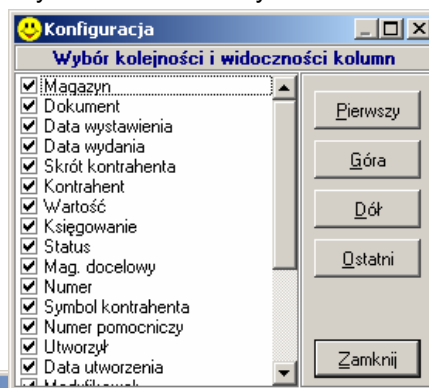 Konfiguracja
Wybór kolejności i widoczności kolumn
Magazyn
Dokument
Data wystawienia
Data wydania
Skrót kontrahenta
Kontrahent
Wartość
Księgowanie
Status
Mag. docelowy
Numer
Symbol kontrahenta
Numer pomocniczy
Utworzył
Data utworzenia
Pierwszy
Góra
Dół
Ostatni
Zamknij